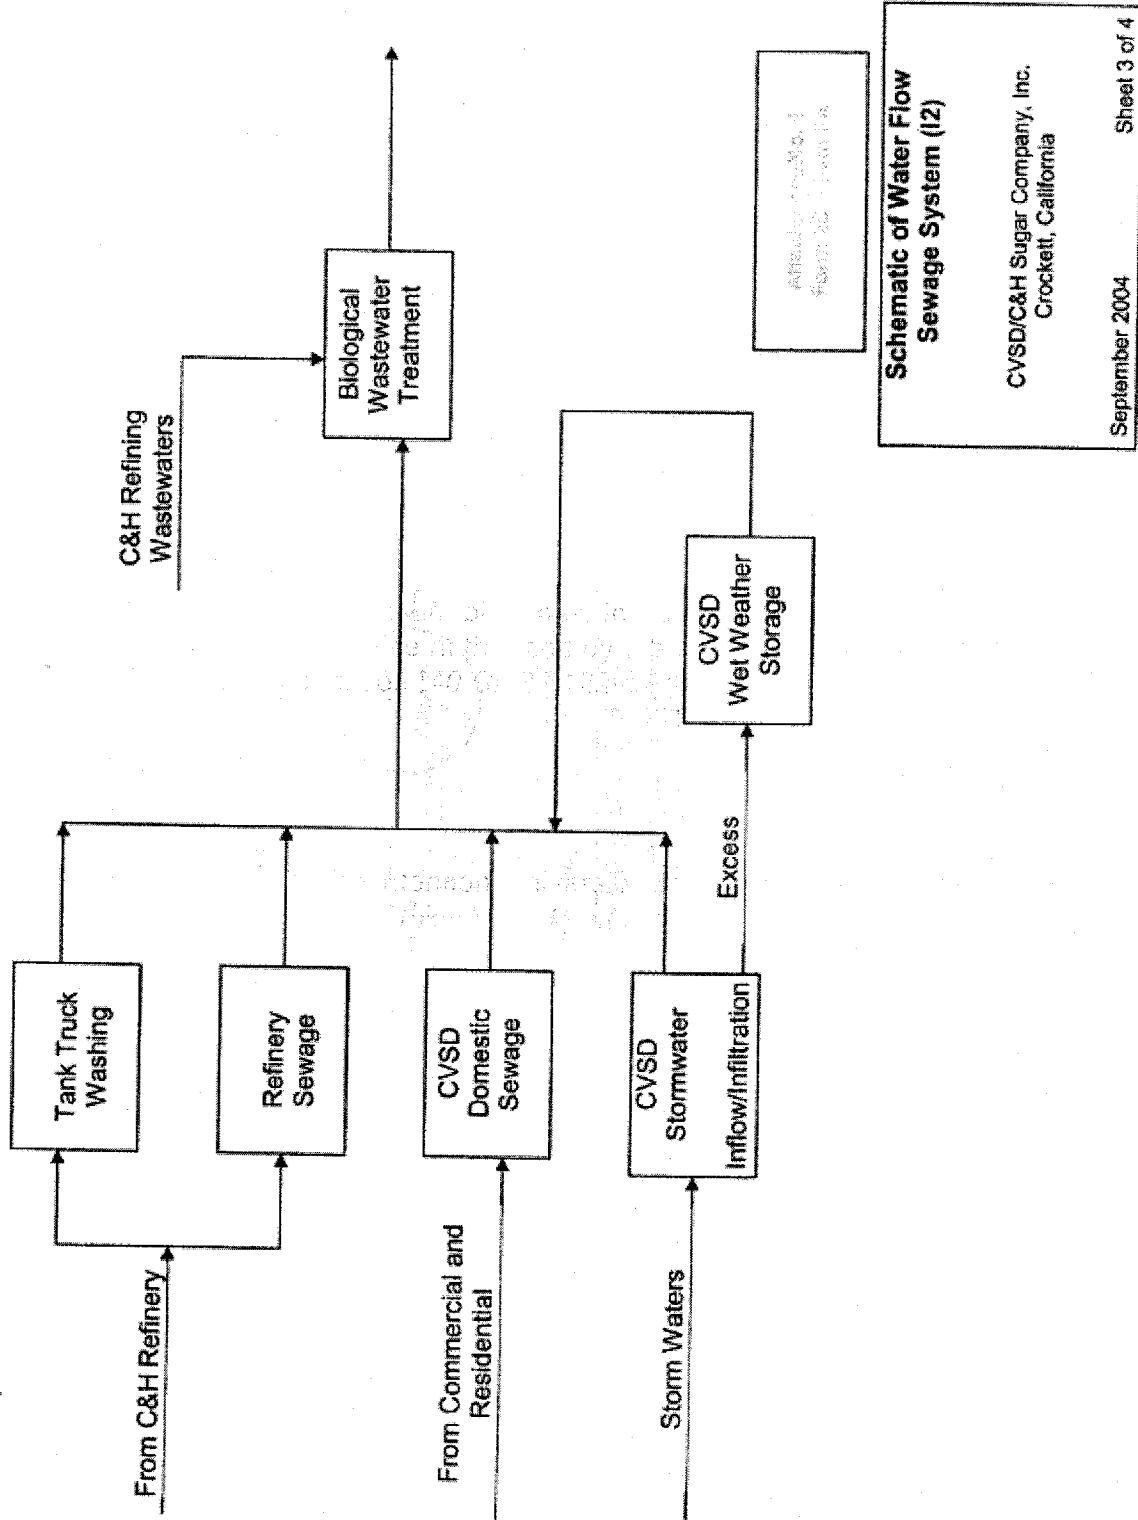 From C&H Refinery
Tank Truck
Washing
Refinery
Sewage
From Commercial and
Residential
CVSD
Domestic
Sewage
Storm Waters
CVSD
Stormwater
Inflow/Infiltration
Excess
CVSD
Wet Weather
Storage
C&H Refining
Wastewaters
Biological
Wastewater
Treatment
Schematic of Water Flow
Sewage System (I2)
CVSD/C&H Sugar Company, Inc.
Crockett, California
September 2004
Sheet 3 of 4